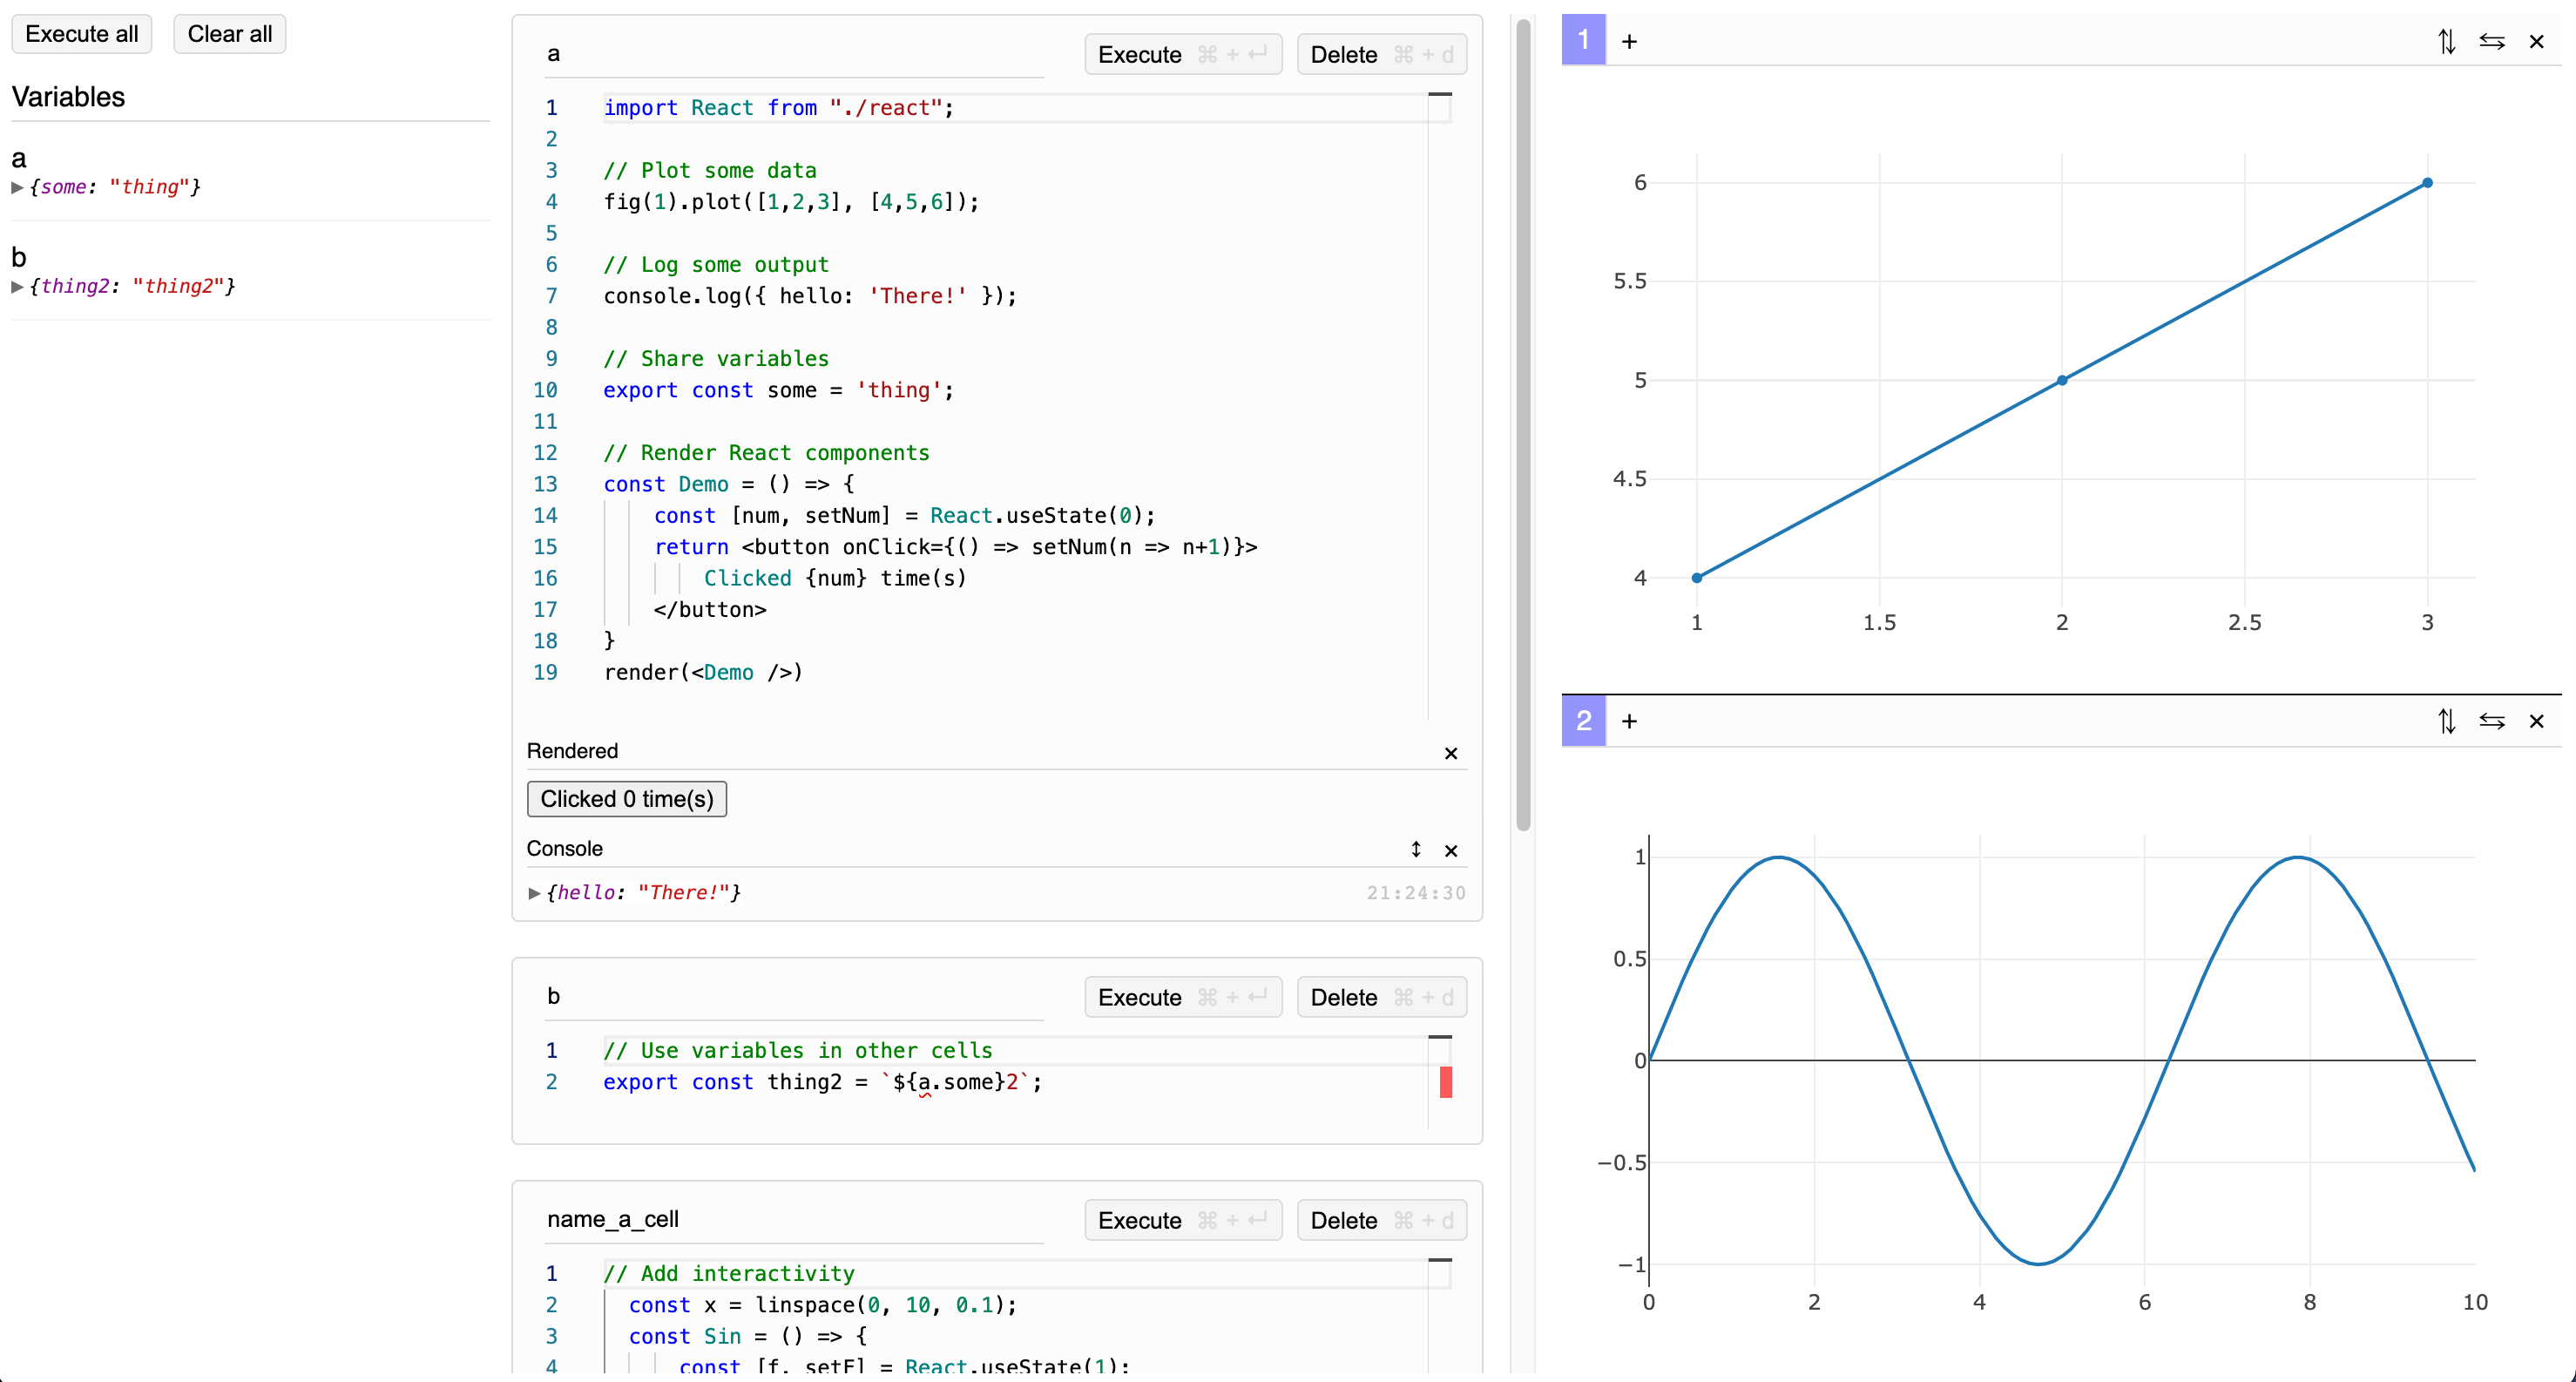 Execute all Clear all
Variables
a
▶ {some: "thing"}
b
▶ {thing2: "thing2"}
a Execute ⌘ + ↵ Delete ⌘ + d
1 import React from "./react";
2
3 // Plot some data
4 fig(1).plot([1,2,3], [4,5,6]);
5
6 // Log some output
7 console.log({ hello: 'There!' });
8
9 // Share variables
10 export const some = 'thing';
11
12 // Render React components
13 const Demo = () => {
14 const [num, setNum] = React.useState(0);
15 return <button onClick={() => setNum(n => n+1)}>
16 Clicked {num} time(s)
17 </button>
18 }
19 render(<Demo />)
Rendered ×
Clicked 0 time(s)
Console ↕ ×
▶ {hello: "There!"} 21:24:30
b Execute ⌘ + ↵ Delete ⌘ + d
1 // Use variables in other cells
2 export const thing2 = `${a.some}2`;
name_a_cell Execute ⌘ + ↵ Delete ⌘ + d
1 // Add interactivity
2 const x = linspace(0, 10, 0.1);
3 const Sin = () => {
4 const [f, setF] = React.useState(1);
1 + ⇅ ⇆ ×
6
5.5
5
4.5
4
1 1.5 2 2.5 3
2 + ⇅ ⇆ ×
1
0.5
0
−0.5
−1
0 2 4 6 8 10